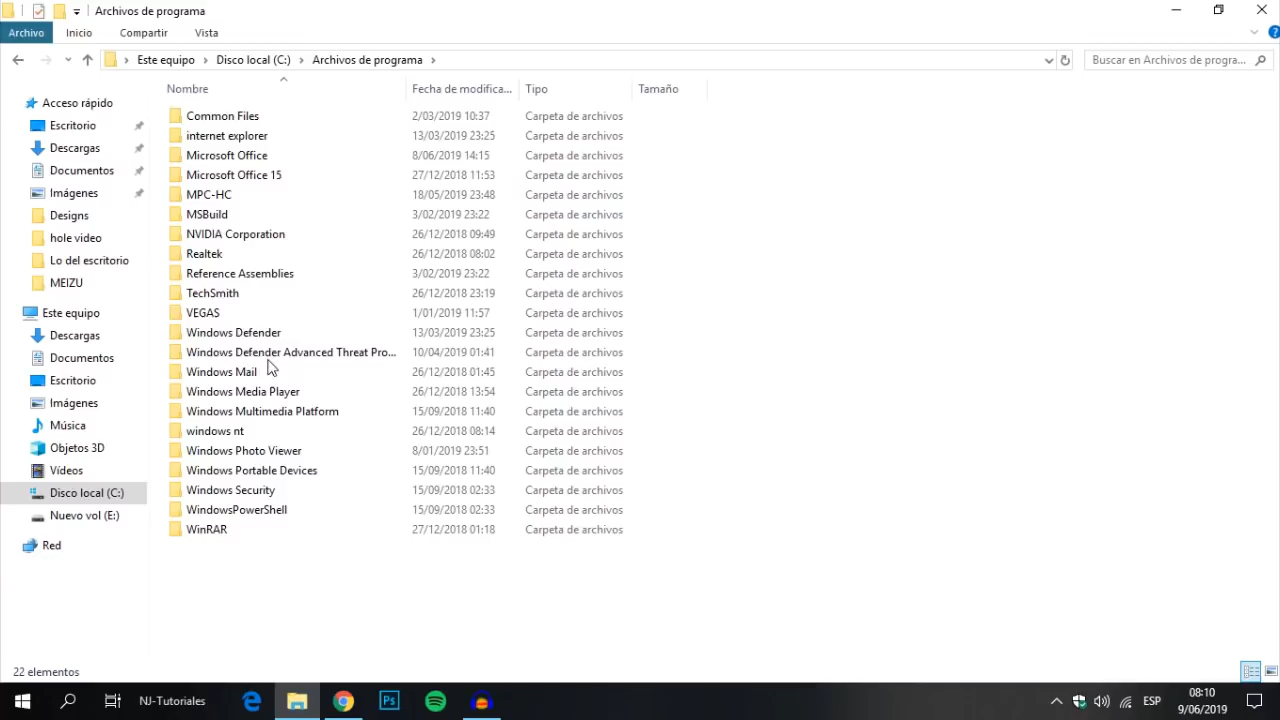 Archivos de programa
Archivo Inicio Compartir Vista
Este equipo Disco local (C:) Archivos de programa
Buscar en Archivos de progra...
Nombre Fecha de modifica... Tipo Tamaño
Acceso rápido
Escritorio
Descargas
Documentos
Imágenes
Designs
hole video
Lo del escritorio
MEIZU
Este equipo
Descargas
Documentos
Escritorio
Imágenes
Música
Objetos 3D
Vídeos
Disco local (C:)
Nuevo vol (E:)
Red
Common Files 2/03/2019 10:37 Carpeta de archivos
internet explorer 13/03/2019 23:25 Carpeta de archivos
Microsoft Office 8/06/2019 14:15 Carpeta de archivos
Microsoft Office 15 27/12/2018 11:53 Carpeta de archivos
MPC-HC 18/05/2019 23:48 Carpeta de archivos
MSBuild 3/02/2019 23:22 Carpeta de archivos
NVIDIA Corporation 26/12/2018 09:49 Carpeta de archivos
Realtek 26/12/2018 08:02 Carpeta de archivos
Reference Assemblies 3/02/2019 23:22 Carpeta de archivos
TechSmith 26/12/2018 23:19 Carpeta de archivos
VEGAS 1/01/2019 11:57 Carpeta de archivos
Windows Defender 13/03/2019 23:25 Carpeta de archivos
Windows Defender Advanced Threat Pro... 10/04/2019 01:41 Carpeta de archivos
Windows Mail 26/12/2018 01:45 Carpeta de archivos
Windows Media Player 26/12/2018 13:54 Carpeta de archivos
Windows Multimedia Platform 15/09/2018 11:40 Carpeta de archivos
windows nt 26/12/2018 08:14 Carpeta de archivos
Windows Photo Viewer 8/01/2019 23:51 Carpeta de archivos
Windows Portable Devices 15/09/2018 11:40 Carpeta de archivos
Windows Security 15/09/2018 02:33 Carpeta de archivos
WindowsPowerShell 15/09/2018 02:33 Carpeta de archivos
WinRAR 27/12/2018 01:18 Carpeta de archivos
22 elementos
NJ-Tutoriales
Ps
ESP
08:10
9/06/2019